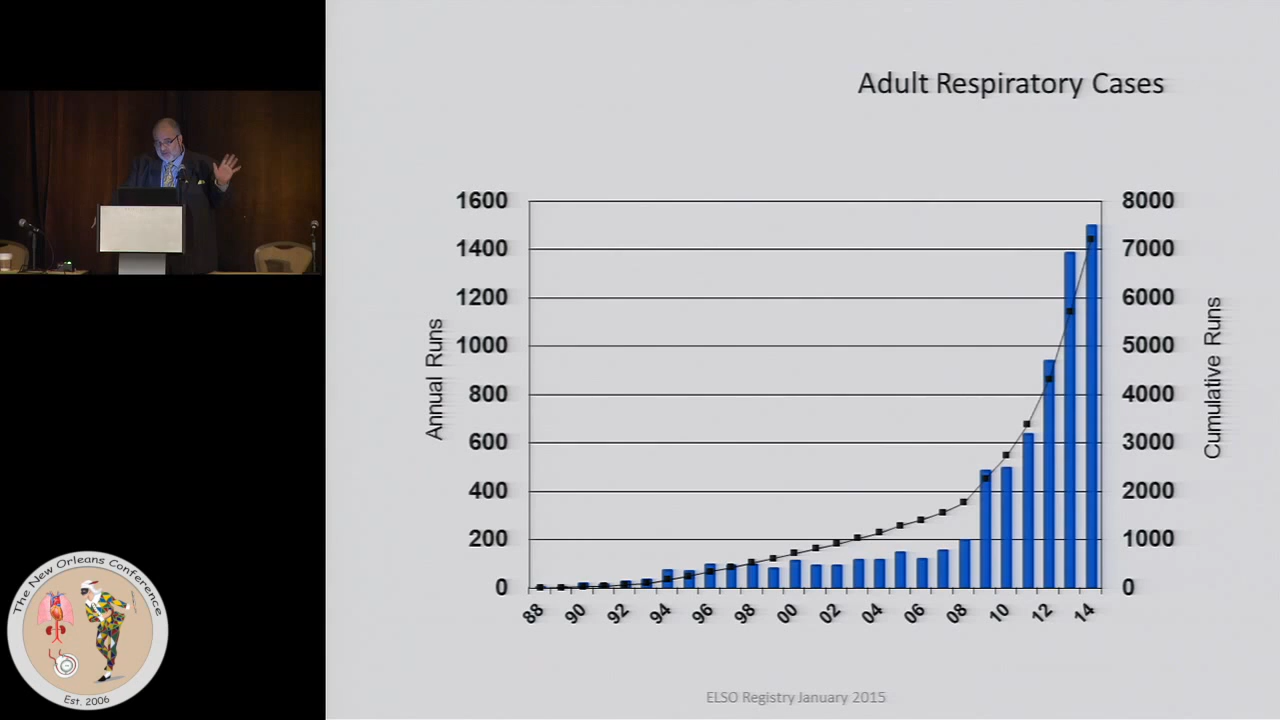 Adult Respiratory Cases
1600
1400
1200
1000
800
600
400
200
0
Annual Runs
8000
7000
6000
5000
4000
3000
2000
1000
0
Cumulative Runs
88 90 92 94 96 98 00 02 04 06 08 10 12 14
ELSO Registry January 2015
The New Orleans Conference
Est. 2006